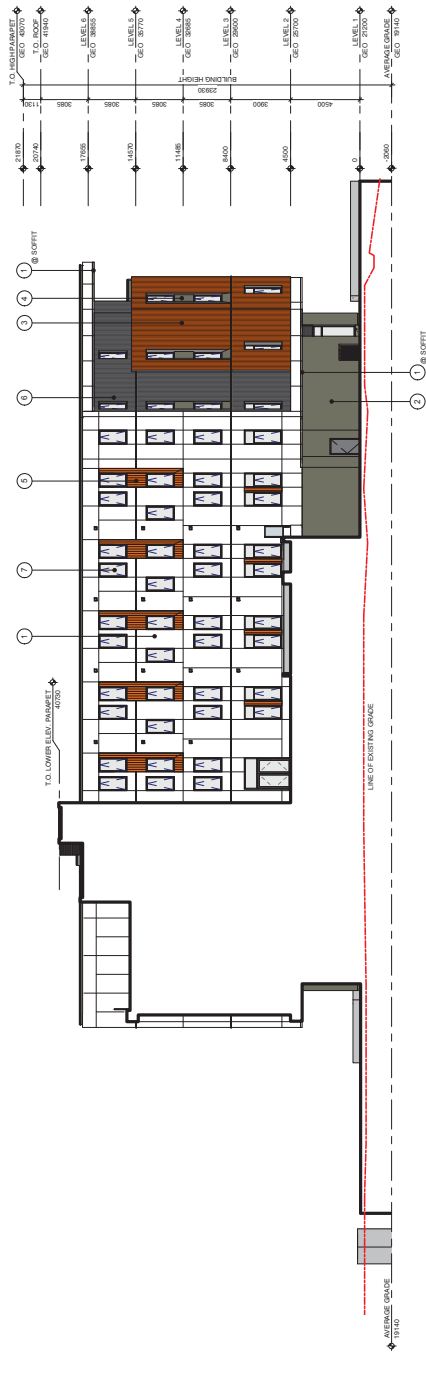 T.O. HIGH PARAPET
GEO 43070
21870
T.O. ROOF
GEO 41940
20740
LEVEL 6
GEO 38855
17655
LEVEL 5
GEO 35770
14570
LEVEL 4
GEO 32685
11485
LEVEL 3
GEO 29600
8400
LEVEL 2
GEO 25700
4500
LEVEL 1
GEO 21200
0
AVERAGE GRADE
GEO 19140
-2060
1130
3085
3085
3085
3085
3900
4500
23930
BUILDING HEIGHT
1
@ SOFFIT
4
3
6
5
7
1
1
@ SOFFIT
2
T.O. LOWER ELEV. PARAPET
LINE OF EXISTING GRADE
AVERAGE GRADE
19140